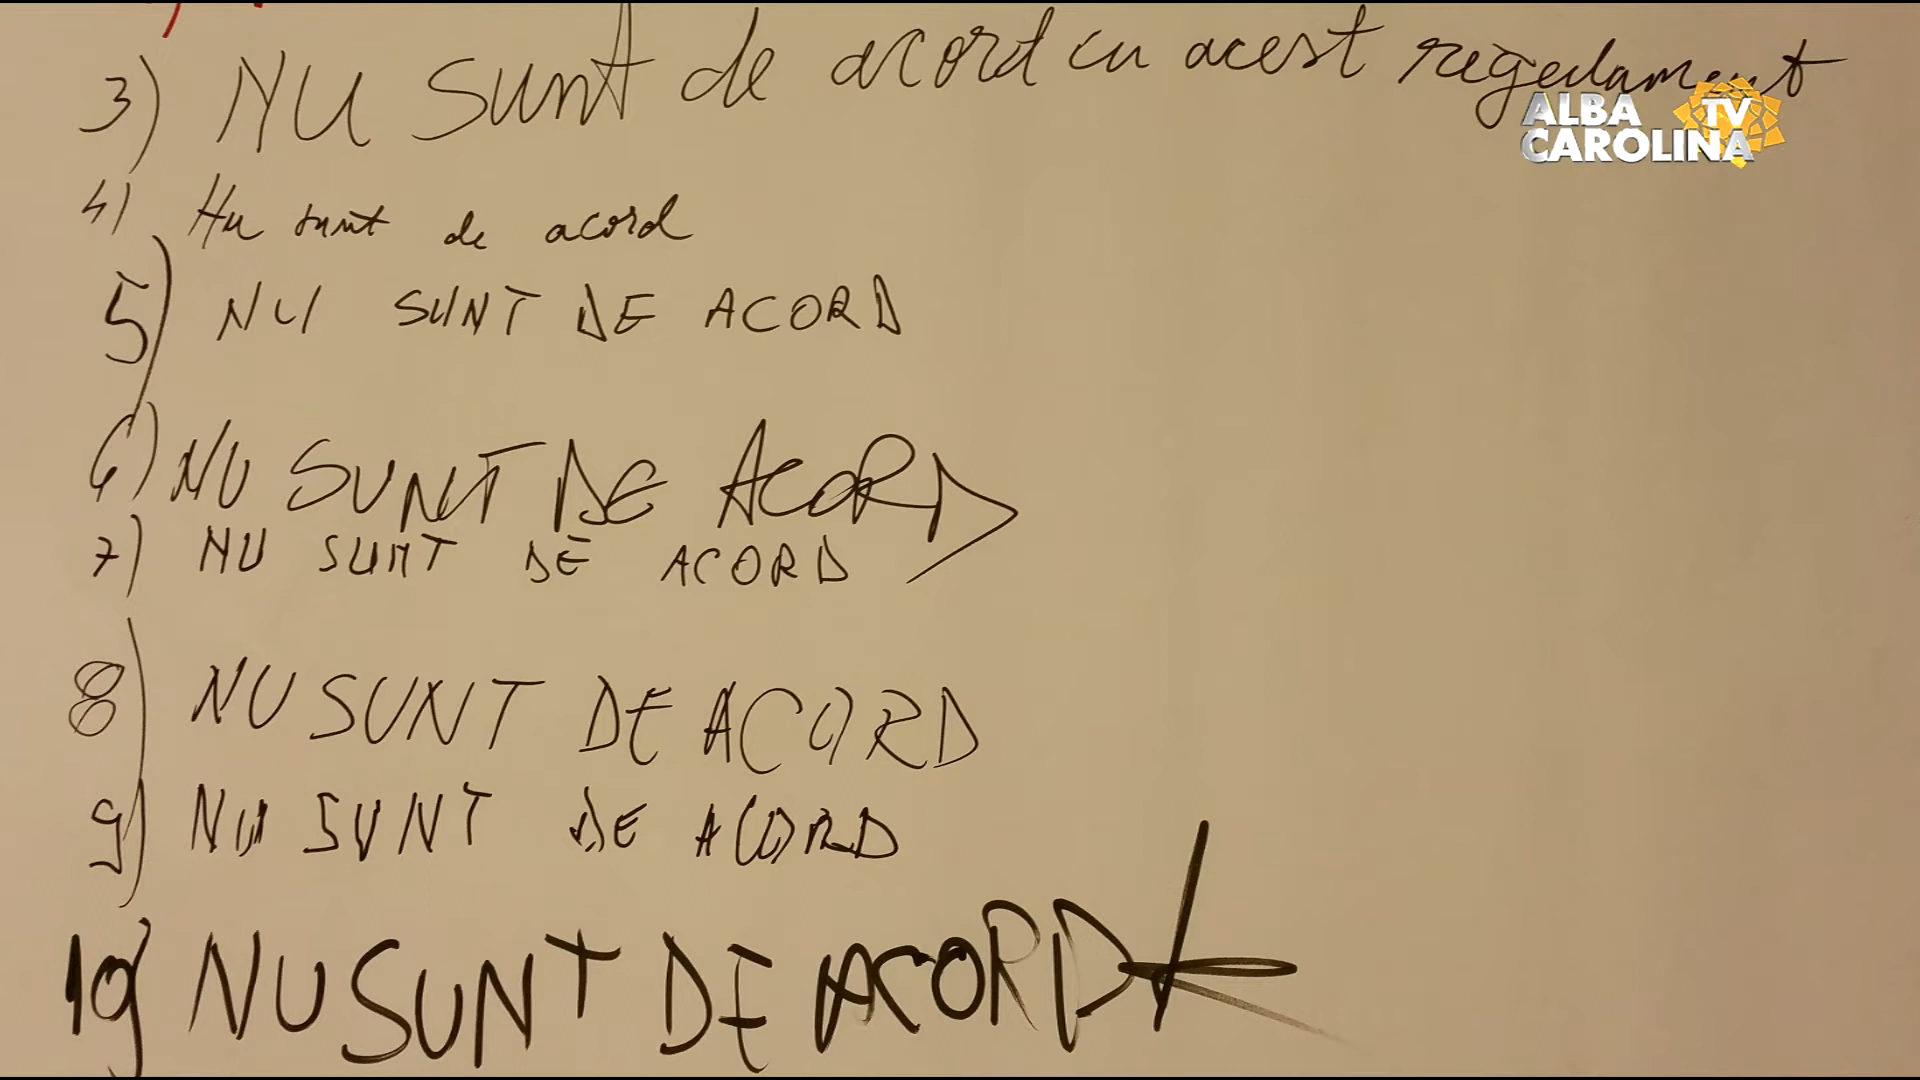 3) NU sunt de acord cu acest regulament
ALBA TV
CAROLINA
4) Nu sunt de acord
5) NU SUNT DE ACORD
6) NU SUNT DE ACORD
7) NU SUNT DE ACORD
8) NU SUNT DE ACORD
9) NU SUNT DE ACORD
10) NU SUNT DE ACORD